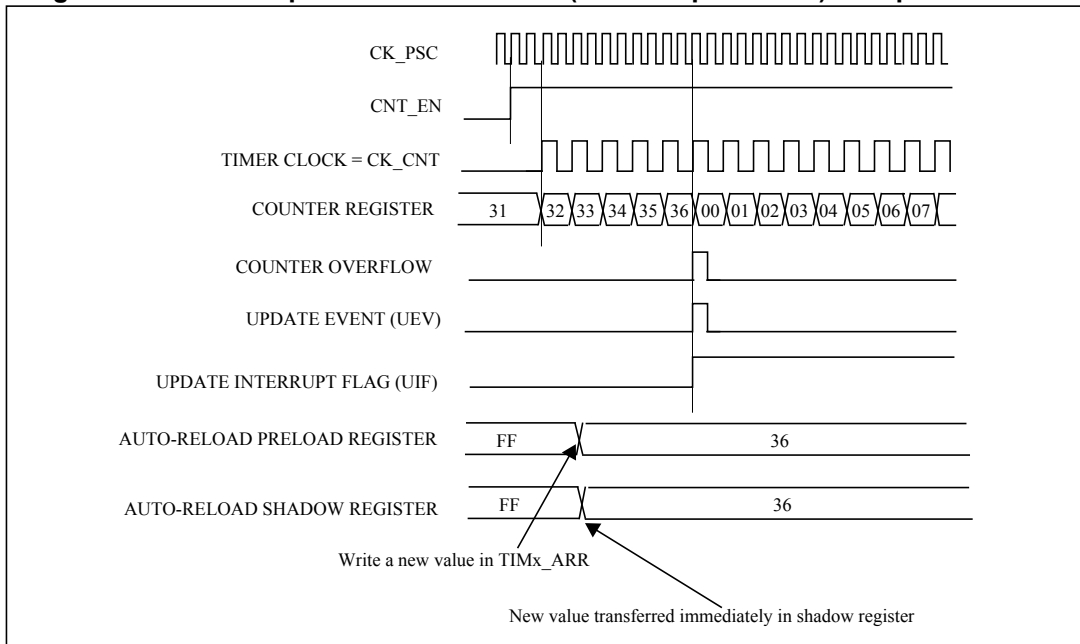 CK_PSC
CNT_EN
TIMER CLOCK = CK_CNT
COUNTER REGISTER 31 32 33 34 35 36 00 01 02 03 04 05 06 07
COUNTER OVERFLOW
UPDATE EVENT (UEV)
UPDATE INTERRUPT FLAG (UIF)
AUTO-RELOAD PRELOAD REGISTER FF 36
AUTO-RELOAD SHADOW REGISTER FF 36
Write a new value in TIMx_ARR
New value transferred immediately in shadow register